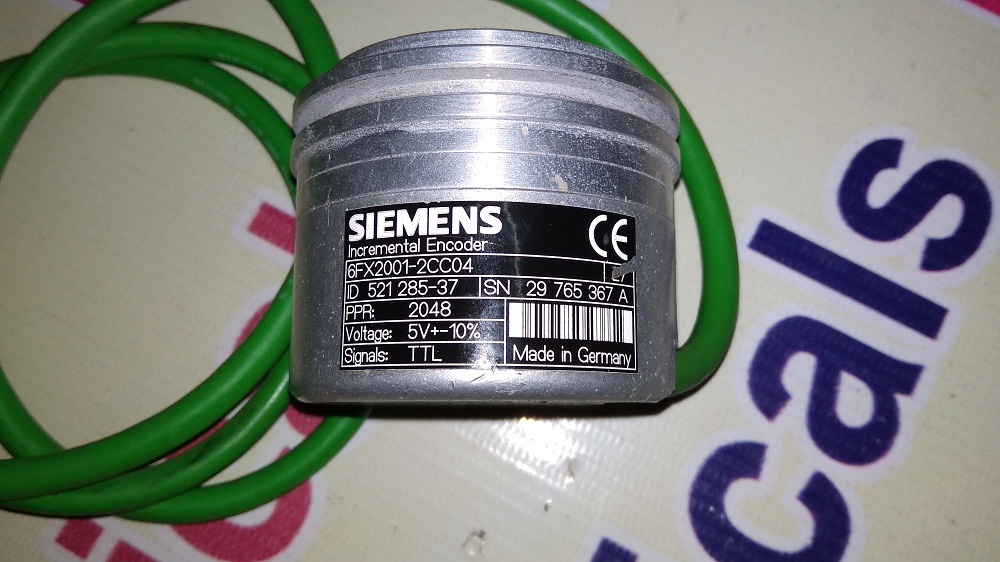 SIEMENS
CE
Incremental Encoder
6FX2001-2CC04
ID 521 285-37 SN 29 765 367 A
PPR: 2048
Voltage: 5V+-10%
Signals: TTL
Made in Germany
cals